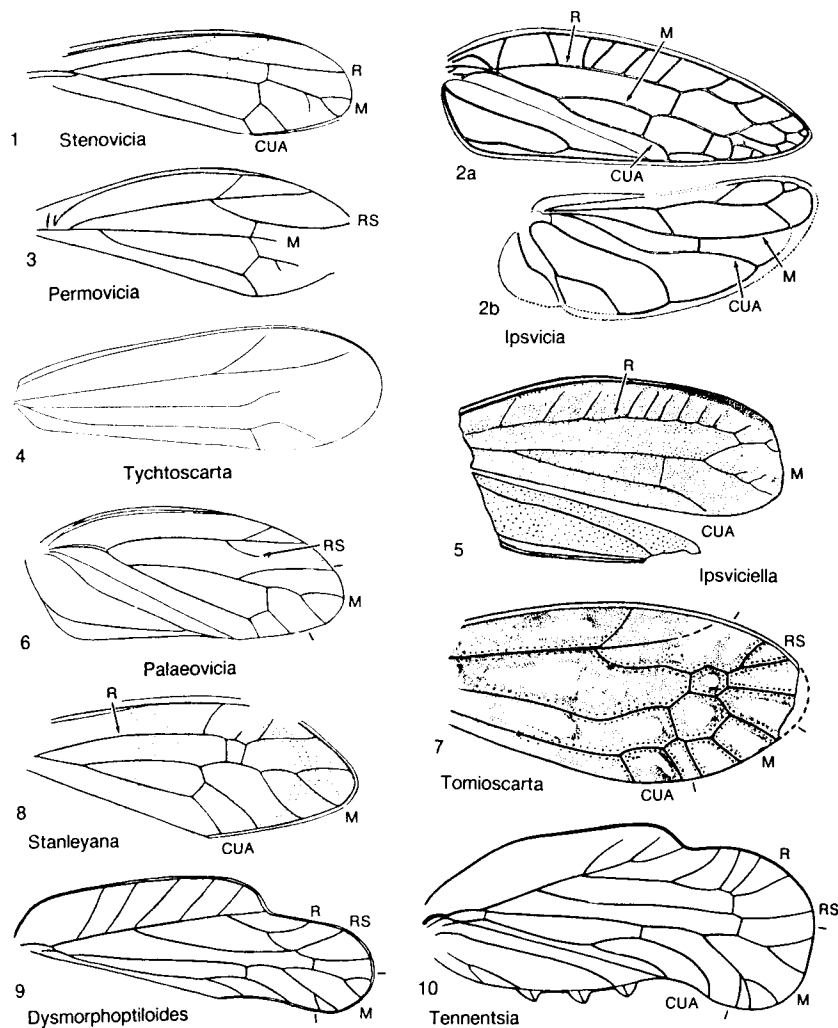 R
M
1
Stenovicia
CUA
R
M
2a
CUA
RS
M
3
Permovicia
M
CUA
2b
Ipsvicia
4
Tychtoscarta
R
M
CUA
5
Ipsviciella
RS
M
6
Palaeovicia
RS
M
7
Tomioscarta
CUA
R
M
8
Stanleyana
CUA
R
RS
M
9
Dysmorphoptiloides
R
RS
M
CUA
10
Tennentsia